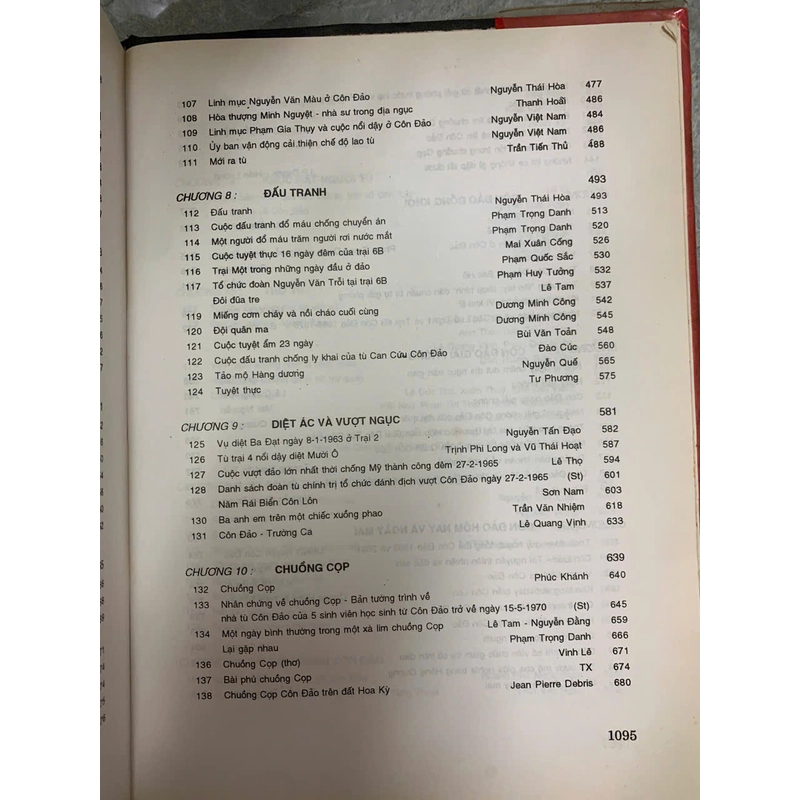 107 Linh mục Nguyễn Văn Màu ở Côn Đảo Nguyễn Thái Hòa 477
108 Hòa thượng Minh Nguyệt - nhà sư trong địa ngục Thanh Hoài 486
109 Linh mục Phạm Gia Thụy và cuộc nổi dậy ở Côn Đảo Nguyễn Việt Nam 484
110 Ủy ban vận động cải thiện chế độ lao tù Nguyễn Việt Nam 486
111 Mới ra tù Trần Tiến Thủ 488
CHƯƠNG 8 : ĐẤU TRANH 493
112 Đấu tranh Nguyễn Thái Hòa 493
113 Cuộc đấu tranh đổ máu chống chuyển án Phạm Trọng Danh 513
114 Một người đổ máu trăm người rơi nước mắt Phạm Trọng Danh 520
115 Cuộc tuyệt thực 16 ngày đêm của trại 6B Mai Xuân Cống 526
116 Trại Một trong những ngày đầu ở đảo Phạm Quốc Sắc 530
117 Tổ chức đoàn Nguyễn Văn Trỗi tại trại 6B Phạm Huy Tưởng 532
Đôi đũa tre Lê Tam 537
119 Miếng cơm cháy và nồi cháo cuối cùng Dương Minh Công 542
120 Đội quân ma Dương Minh Công 545
121 Cuộc tuyệt ẩm 23 ngày Bùi Văn Toản 548
122 Cuộc đấu tranh chống ly khai của tù Can Cứu Côn Đảo Đào Cúc 560
123 Tảo mộ Hàng dương Nguyễn Quế 565
124 Tuyệt thực Tư Phương 575
CHƯƠNG 9 : DIỆT ÁC VÀ VƯỢT NGỤC 581
125 Vụ diệt Ba Đạt ngày 8-1-1963 ở Trại 2 Nguyễn Tấn Đạo 582
126 Tù trại 4 nổi dậy diệt Mười Ô Trịnh Phi Long và Vũ Thái Hoạt 587
127 Cuộc vượt đảo lớn nhất thời chống Mỹ thành công đêm 27-2-1965 Lê Thọ 594
128 Danh sách đoàn tù chính trị tổ chức đánh dịch vượt Côn Đảo ngày 27-2-1965 (St) 601
Năm Rái Biển Côn Lôn Sơn Nam 603
130 Ba anh em trên một chiếc xuồng phao Trần Văn Nhiệm 618
131 Côn Đảo - Trường Ca Lê Quang Vịnh 633
CHƯƠNG 10 : CHUỒNG CỌP 639
132 Chuồng Cọp Phúc Khánh 640
133 Nhân chứng về chuồng Cọp - Bản tường trình về
nhà tù Côn Đảo của 5 sinh viên học sinh từ Côn Đảo trở về ngày 15-5-1970 (St) 645
134 Một ngày bình thường trong một xà lim chuồng Cọp Lê Tam - Nguyễn Đằng 659
Lại gặp nhau Phạm Trọng Danh 666
136 Chuồng Cọp (thơ) Vinh Lê 671
137 Bài phú chuồng Cọp TX 674
138 Chuồng Cọp Côn Đảo trên đất Hoa Kỳ Jean Pierre Debris 680
1095